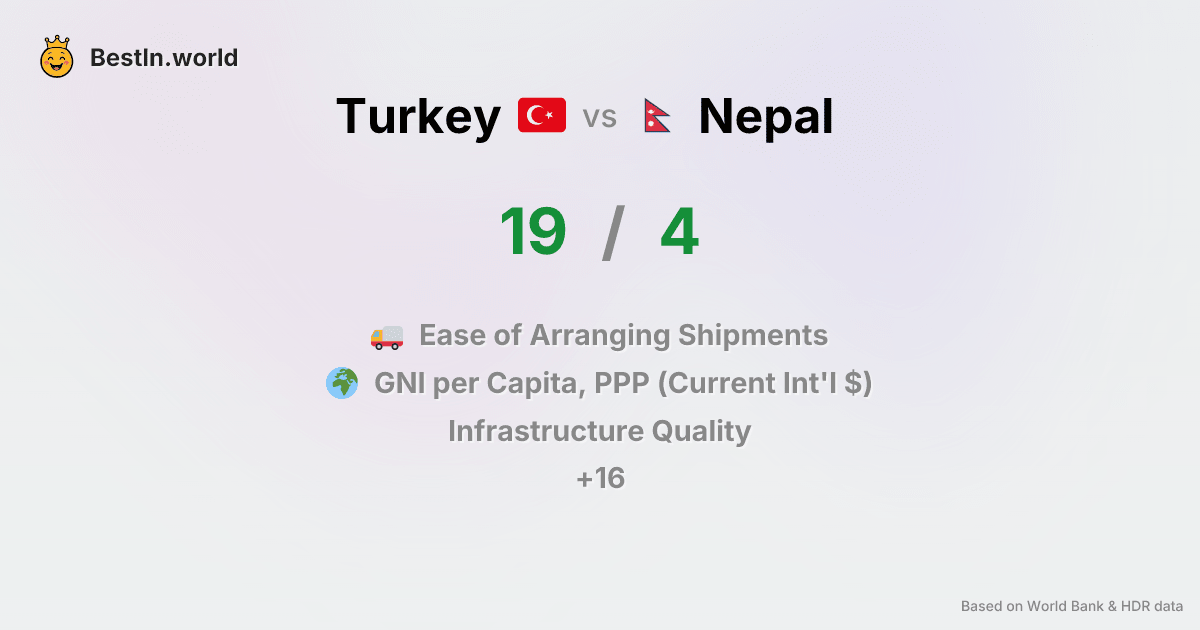 BestIn.world
Turkey vs Nepal
19 / 4
Ease of Arranging Shipments
GNI per Capita, PPP (Current Int'l $)
Infrastructure Quality
+16
Based on World Bank & HDR data